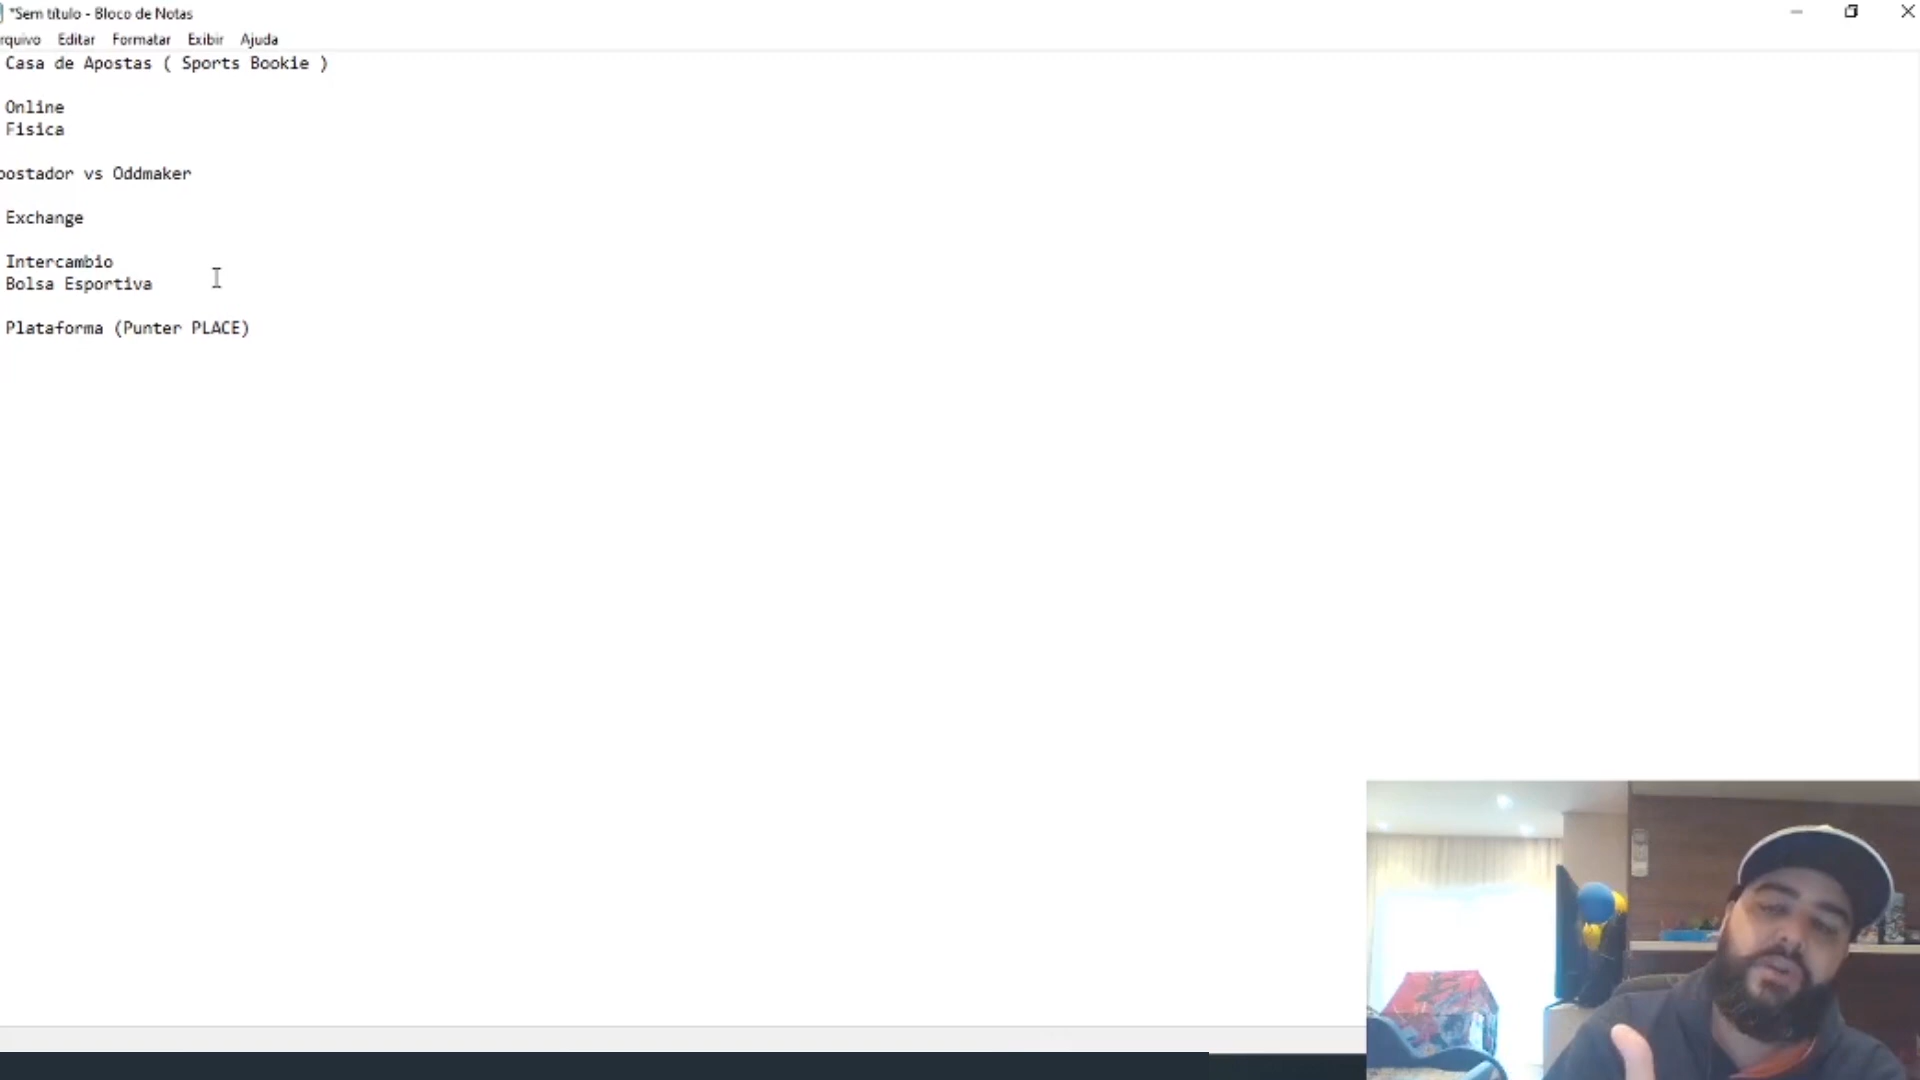 *Sem título - Bloco de Notas
rquivo Editar Formatar Exibir Ajuda
Casa de Apostas ( Sports Bookie )
Online
Fisica
postador vs Oddmaker
Exchange
Intercambio
Bolsa Esportiva
Plataforma (Punter PLACE)